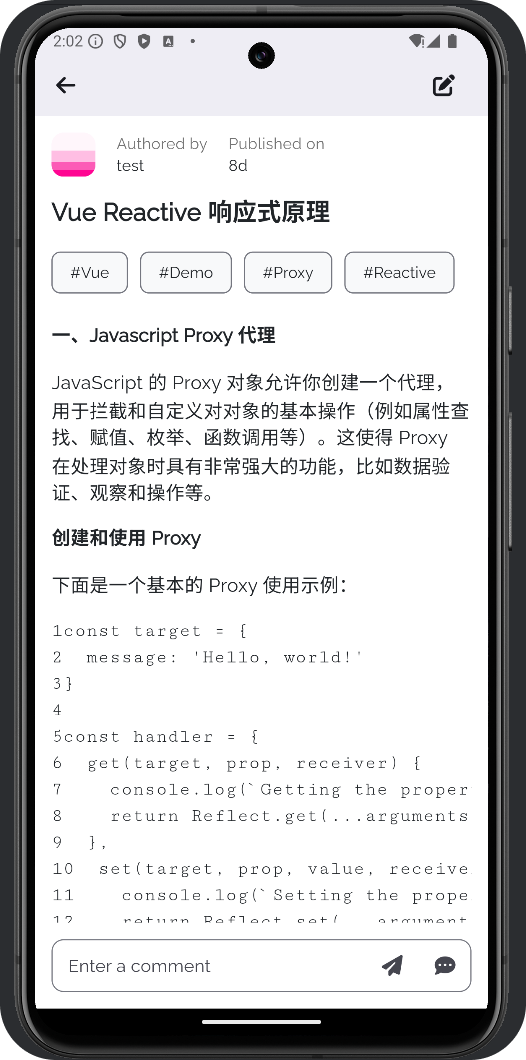 2:02
Authored by Published on
test 8d
Vue Reactive 响应式原理
#Vue #Demo #Proxy #Reactive
一、Javascript Proxy 代理
JavaScript 的 Proxy 对象允许你创建一个代理，
用于拦截和自定义对对象的基本操作（例如属性查
找、赋值、枚举、函数调用等）。这使得 Proxy
在处理对象时具有非常强大的功能，比如数据验
证、观察和操作等。
创建和使用 Proxy
下面是一个基本的 Proxy 使用示例：
1const target = {
2  message: 'Hello, world!'
3}
4
5const handler = {
6  get(target, prop, receiver) {
7    console.log(`Getting the proper
8    return Reflect.get(...arguments
9  },
10  set(target, prop, value, receive
11    console.log(`Setting the prope
12    return Reflect.set(...argument
Enter a comment